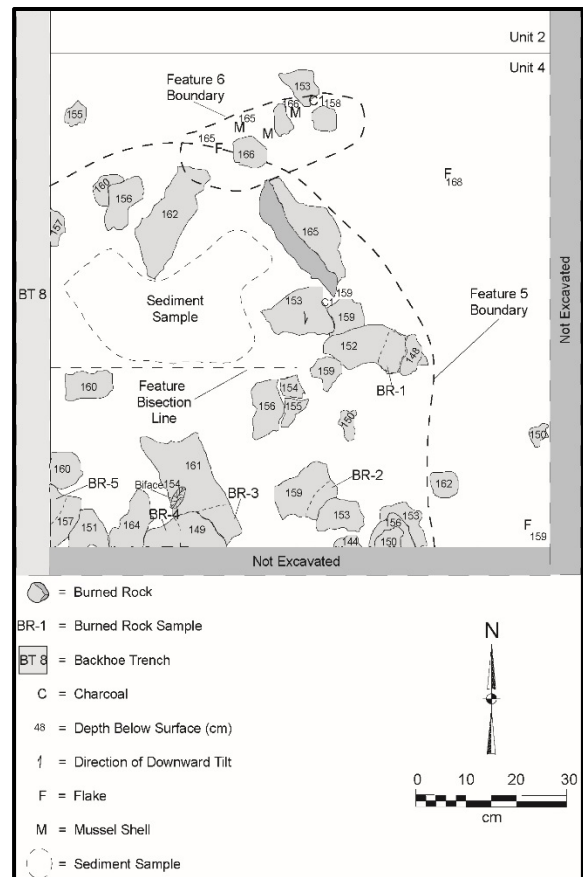 Unit 2
Unit 4
Feature 6
Boundary
153
166
C1
158
M
165
M
155
165
M
F
166
F
168
160
156
157
162
165
BT 8
Sediment
Sample
153
159
C1
159
Feature 5
Boundary
152
148
159
BR-1
Not Excavated
160
Feature
Bisection
Line
156
154
155
150
150
161
160
BR-5
Biface
154
BR-3
BR-2
159
162
BR-4
157
151
164
149
153
156
153
144
150
F
159
Not Excavated
= Burned Rock
BR-1 = Burned Rock Sample
BT 8 = Backhoe Trench
C = Charcoal
48 = Depth Below Surface (cm)
= Direction of Downward Tilt
F = Flake
M = Mussel Shell
= Sediment Sample
N
0 10 20 30
cm